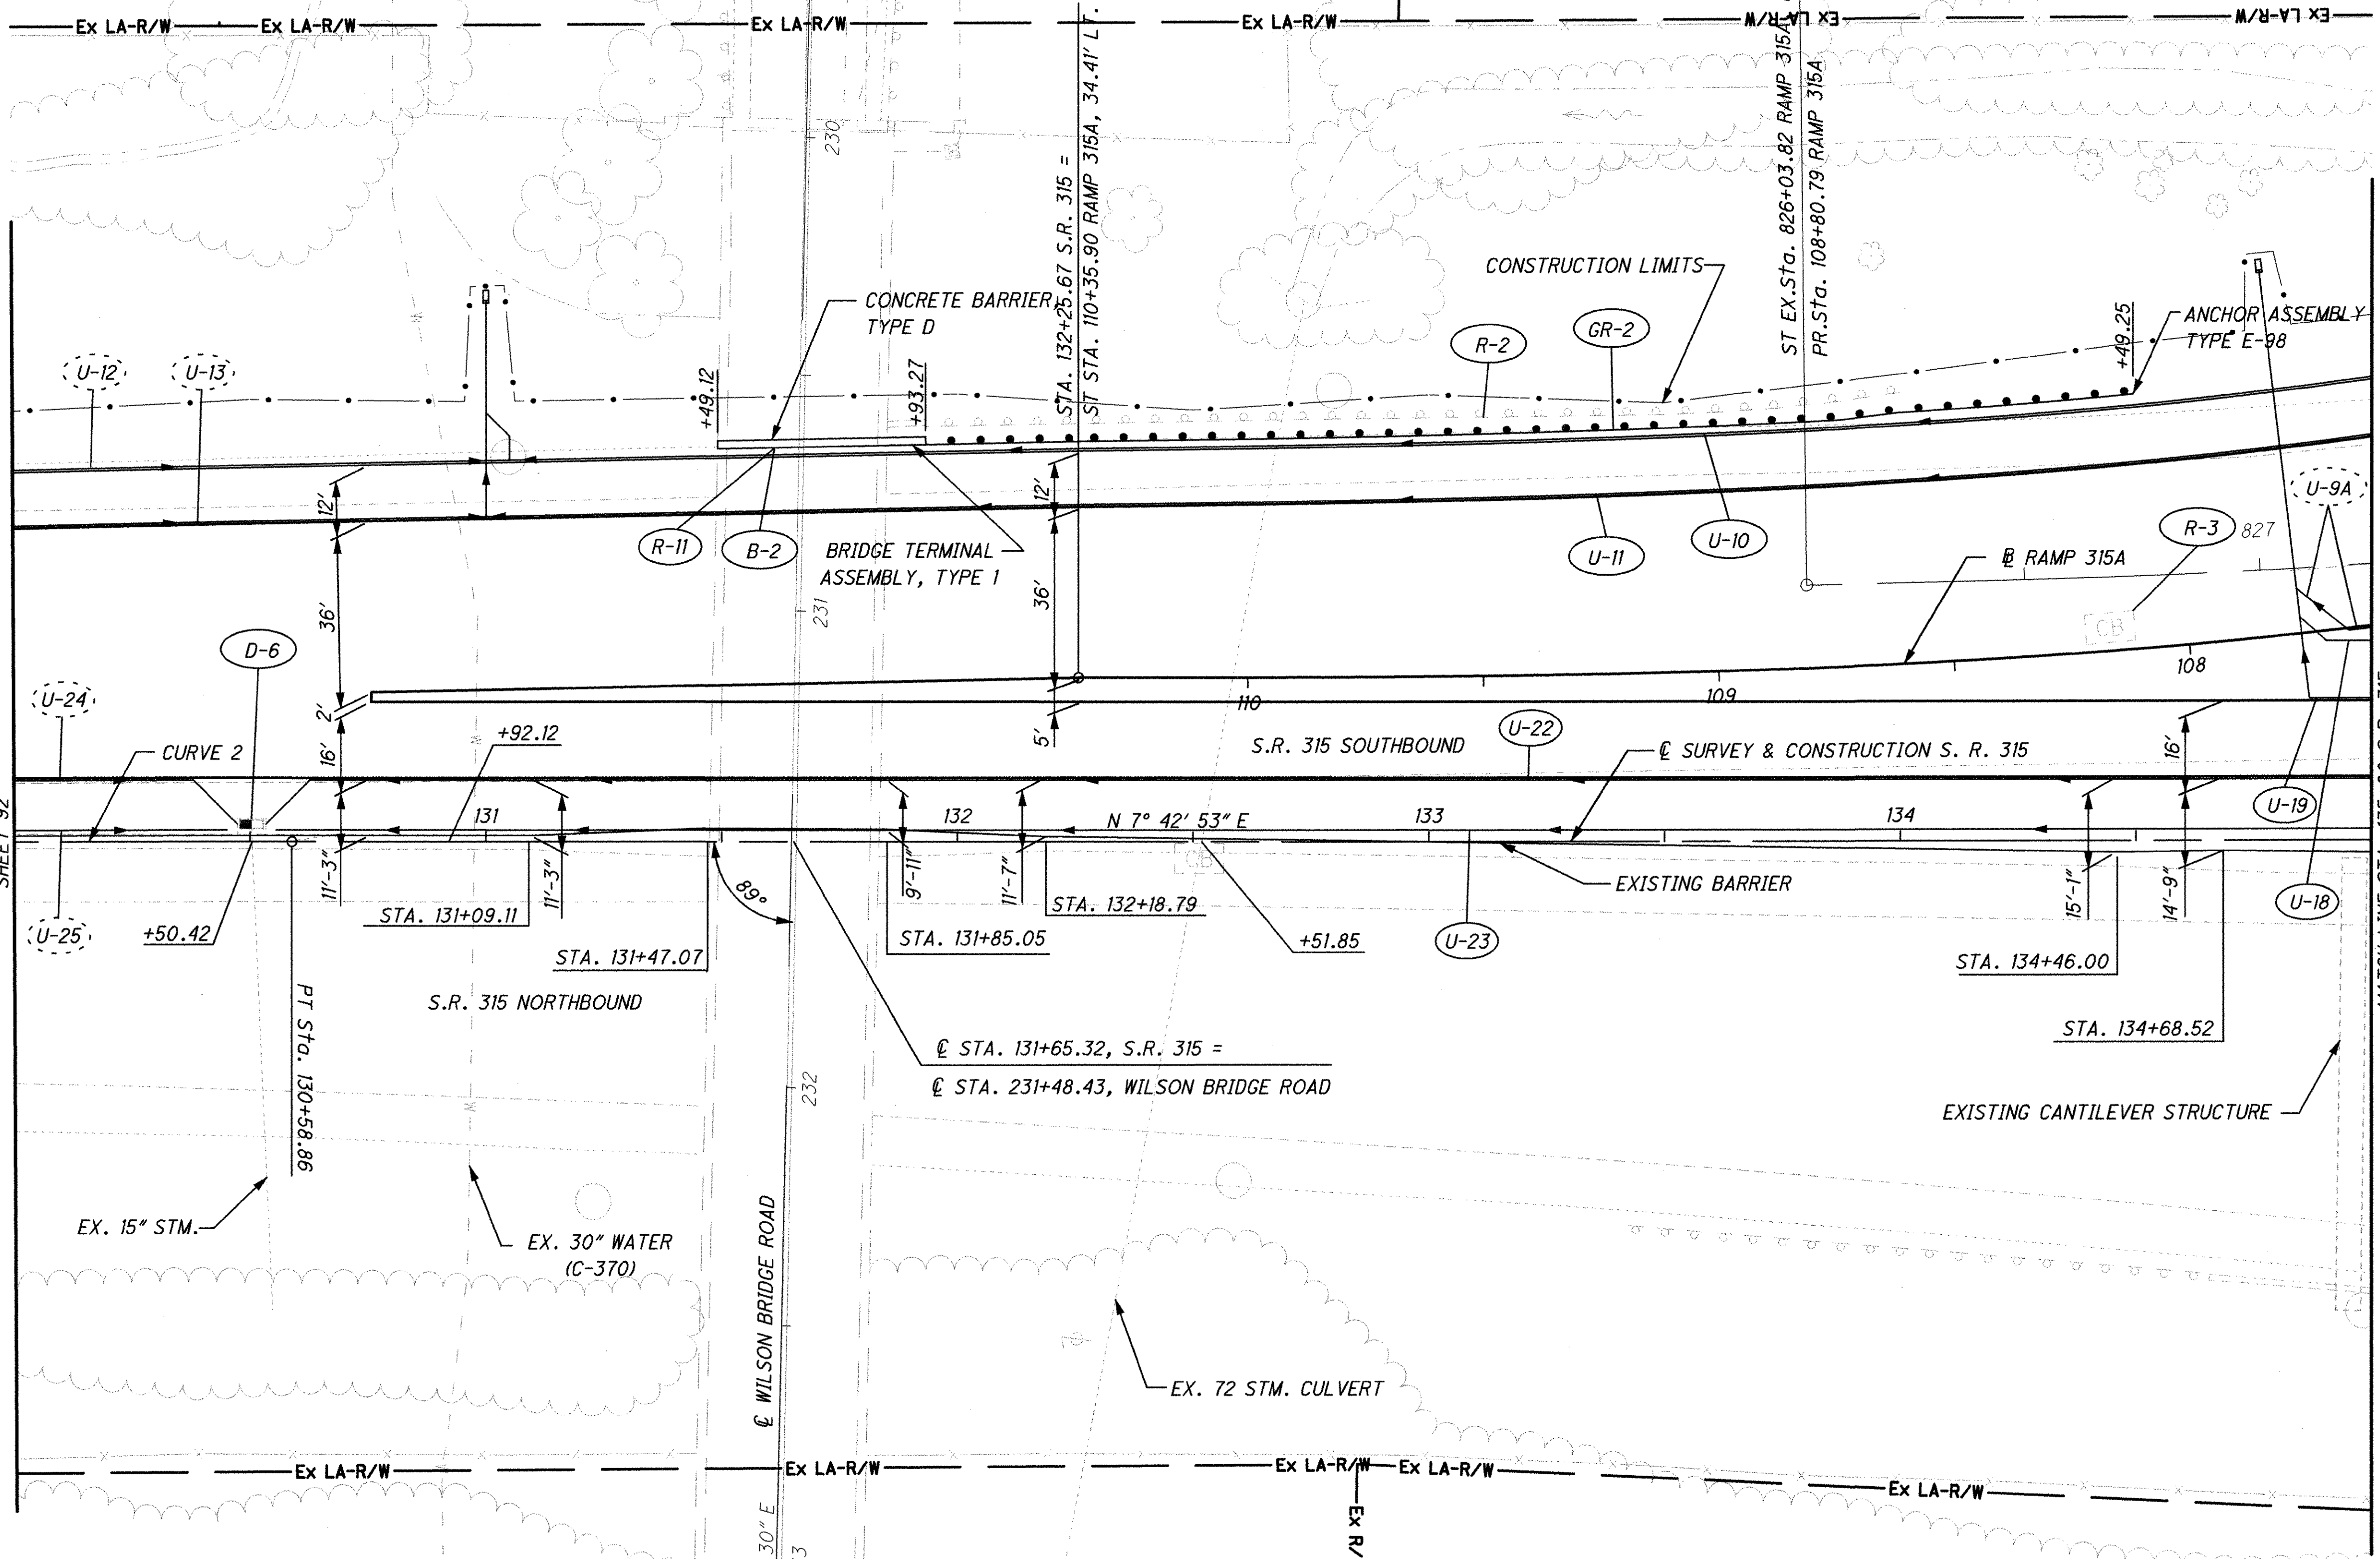 Ex LA-R/W
Ex LA-R/W
Ex LA-R/W
Ex LA-R/W
Ex LA-R/W
Ex LA-R/W
230
STA. 132+25.67 S.R. 315 =
ST STA. 110+35.90 RAMP 315A, 34.41' LT.
ST EX.Sta. 826+03.82 RAMP 315A
PR.Sta. 108+80.79 RAMP 315A
CONSTRUCTION LIMITS
CONCRETE BARRIER,
TYPE D
R-2
GR-2
+49.25
ANCHOR ASSEMBLY
TYPE E-98
U-12
U-13
+49.12
+93.27
12'
12'
R-11
B-2
BRIDGE TERMINAL
ASSEMBLY, TYPE 1
U-11
U-10
U-9A
R-3
827
℄ RAMP 315A
CB
36'
36'
231
D-6
108
109
110
U-24
2'
16'
5'
CURVE 2
+92.12
S.R. 315 SOUTHBOUND
U-22
℄ SURVEY & CONSTRUCTION S. R. 315
16'
U-19
131
132
N 7° 42' 53" E
133
134
SHEET 92
11'-3"
11'-3"
89°
9'-11"
11'-7"
CB
EXISTING BARRIER
15'-1"
14'-9"
U-18
U-25
+50.42
STA. 131+09.11
STA. 131+47.07
STA. 131+85.05
STA. 132+18.79
+51.85
U-23
STA. 134+46.00
STA. 134+68.52
PT Sta. 130+58.86
S.R. 315 NORTHBOUND
℄ STA. 131+65.32, S.R. 315 =
℄ STA. 231+48.43, WILSON BRIDGE ROAD
232
EXISTING CANTILEVER STRUCTURE
EX. 15" STM.
EX. 30" WATER
(C-370)
℄ WILSON BRIDGE ROAD
EX. 72 STM. CULVERT
Ex LA-R/W
Ex LA-R/W
Ex LA-R/W
Ex LA-R/W
Ex LA-R/W
30" E
Ex R/